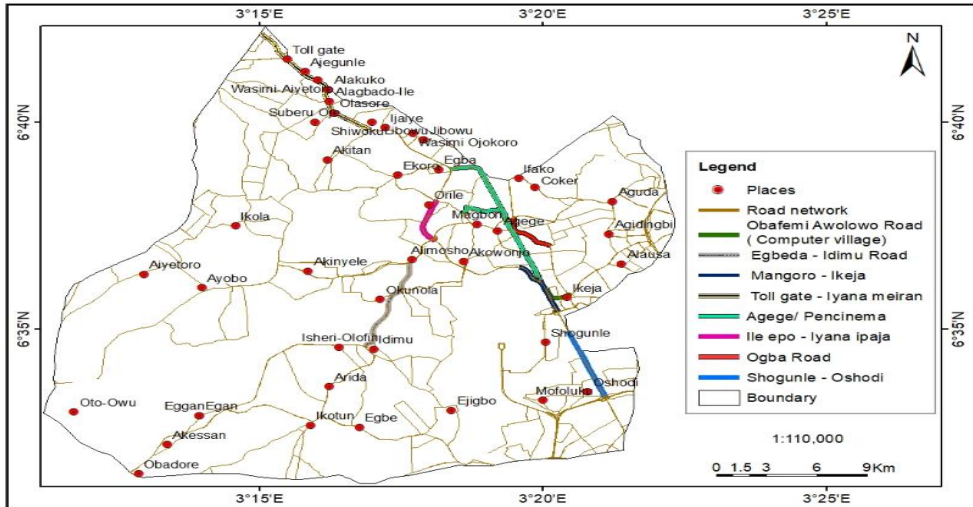 3°15'E 3°20'E 3°25'E
N
Toll gate
Ajegunle
Alakuko
Wasimi-Aiyetoro
Alagbado-Ile
Olasore
Suberu O
Ijaiye
Shiwoku Libowu Jibowu
Wasimi Ojokoro
6°40'N 6°40'N
Akitan
Egba
Ekoro
Ifako
Coker
Orile
Aguda
Magbon
Agege
Agidingbi
Ikola
Alimosho
Akowonjo
Alausa
Aiyetoro
Akinyele
Ayobo
Okunola
Ikeja
6°35'N 6°35'N
Isheri-Olofin
Idimu
Shogunle
Arida
Mofoluku
Oshodi
Oto-Owu
Eggan Egan
Ejigbo
Ikotun
Egbe
Akessan
Obadore
Legend
Places
Road network
Obafemi Awolowo Road
( Computer village)
Egbeda - Idimu Road
Mangoro - Ikeja
Toll gate - Iyana meiran
Agege/ Pencinema
Ile epo - Iyana ipaja
Ogba Road
Shogunle - Oshodi
Boundary
1:110,000
0 1.5 3 6 9 Km
3°15'E 3°20'E 3°25'E